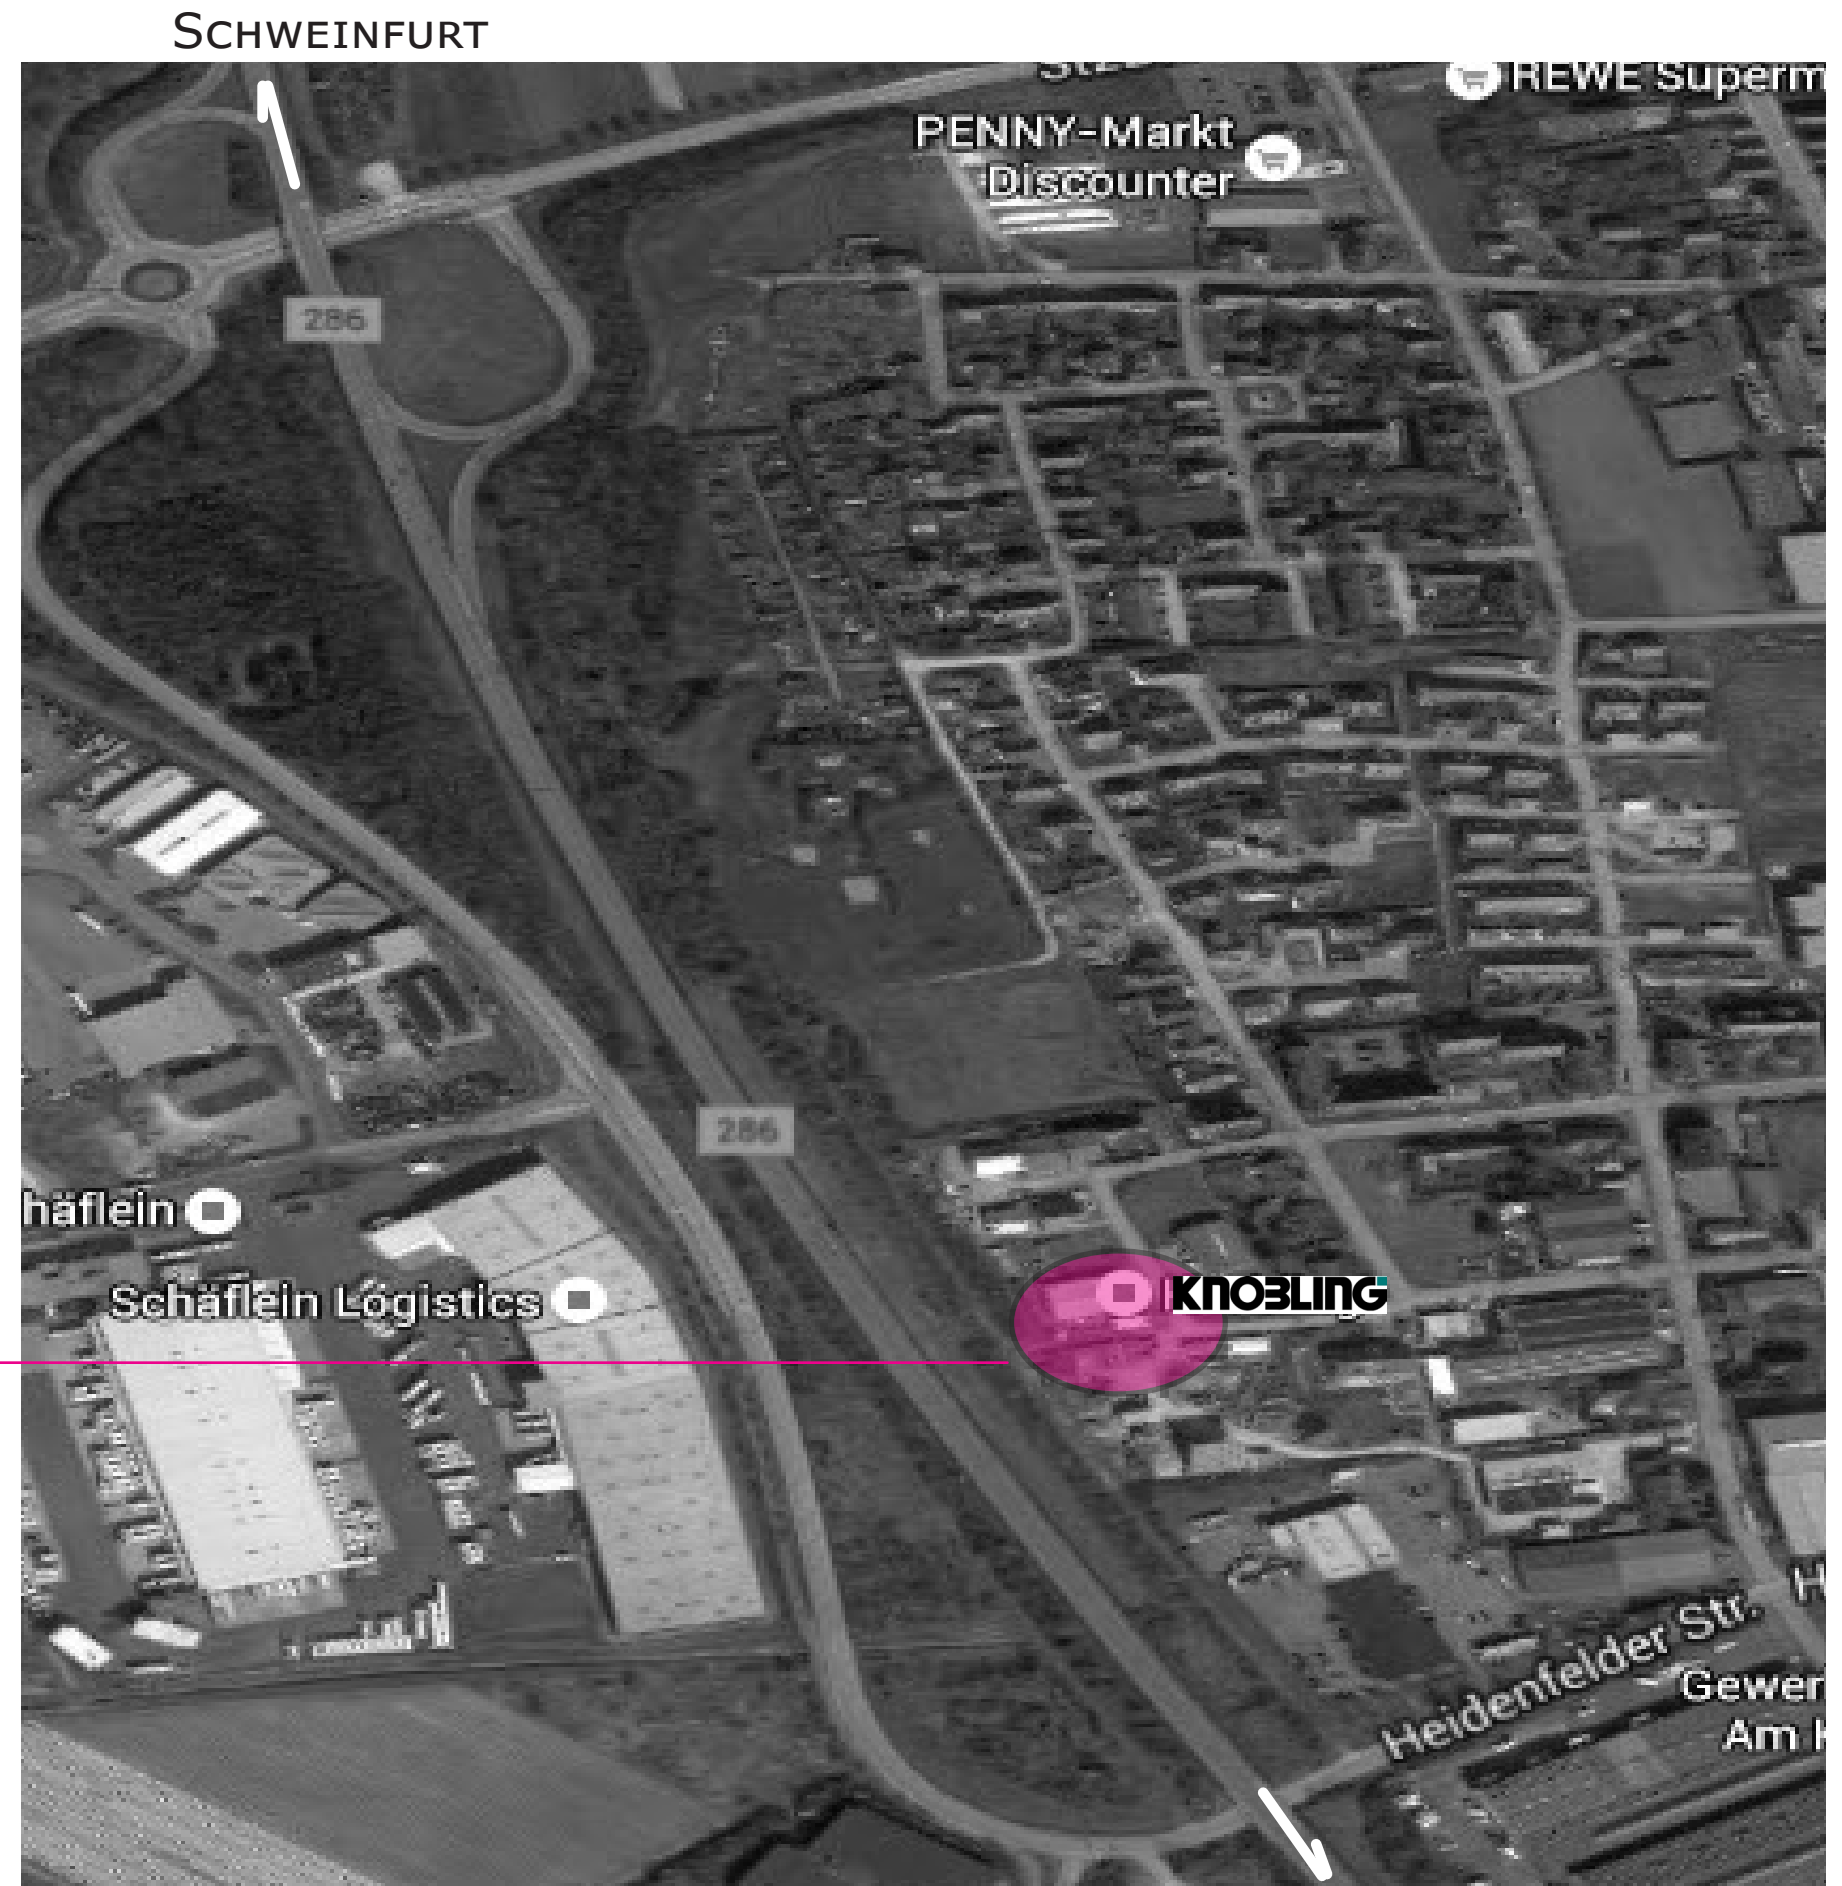 SCHWEINFURT
REWE Superm
PENNY-Markt
Discounter
286
286
häflein
Schäflein Logistics
KNOBLING
Heidenfelder Str.
H
Gewer
Am K